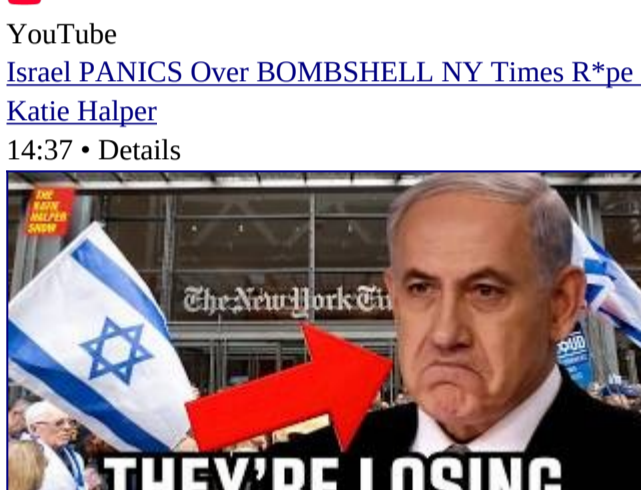 YouTube
Israel PANICS Over BOMBSHELL NY Times R*pe
Katie Halper
14:37 • Details
THE
KATIE
HALPER
SHOW
The New York
THEY'RE LOSING